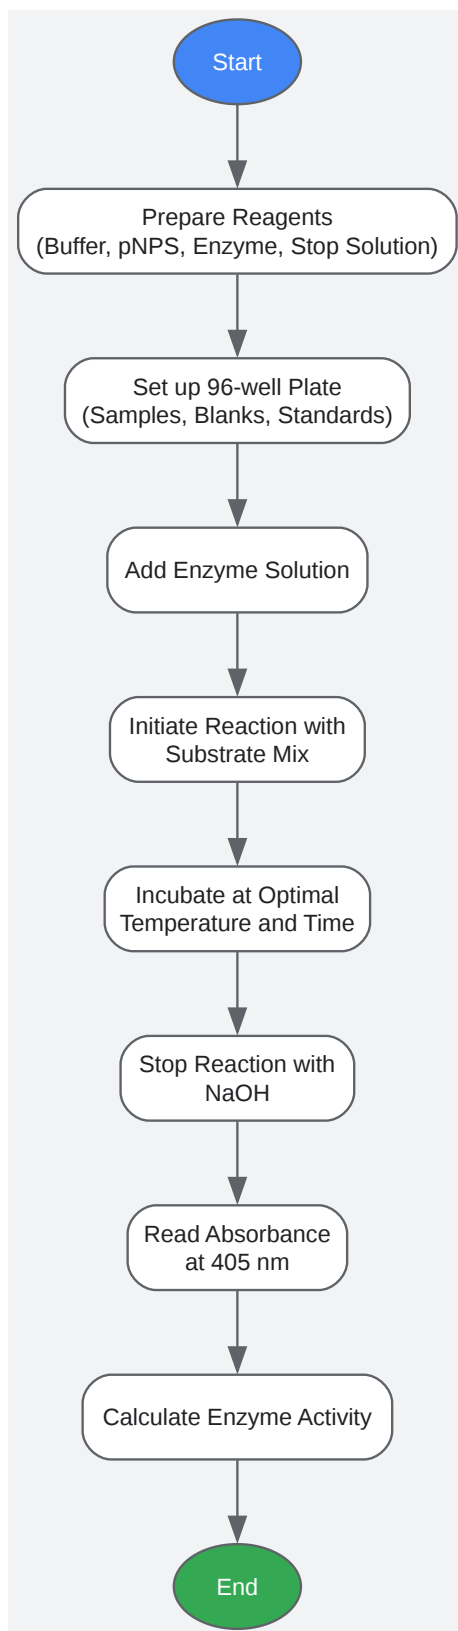 Start
Prepare Reagents
(Buffer, pNPS, Enzyme, Stop Solution)
Set up 96-well Plate
(Samples, Blanks, Standards)
Add Enzyme Solution
Initiate Reaction with
Substrate Mix
Incubate at Optimal
Temperature and Time
Stop Reaction with
NaOH
Read Absorbance
at 405 nm
Calculate Enzyme Activity
End